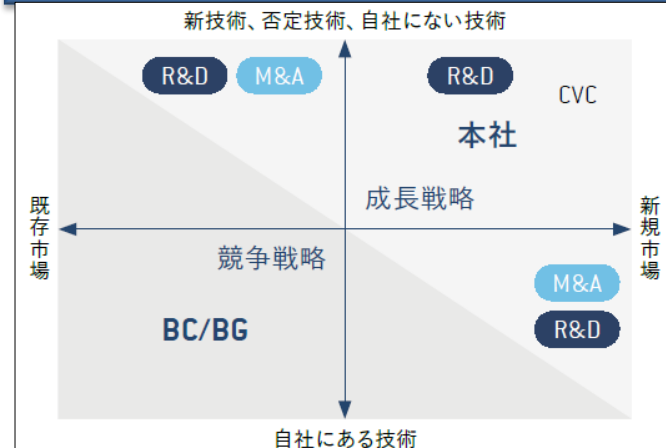 新技術、否定技術、自社にない技術
R&D M&A R&D
CVC
本社
成長戦略
既存市場
新規市場
競争戦略
M&A
BC/BG
R&D
自社にある技術